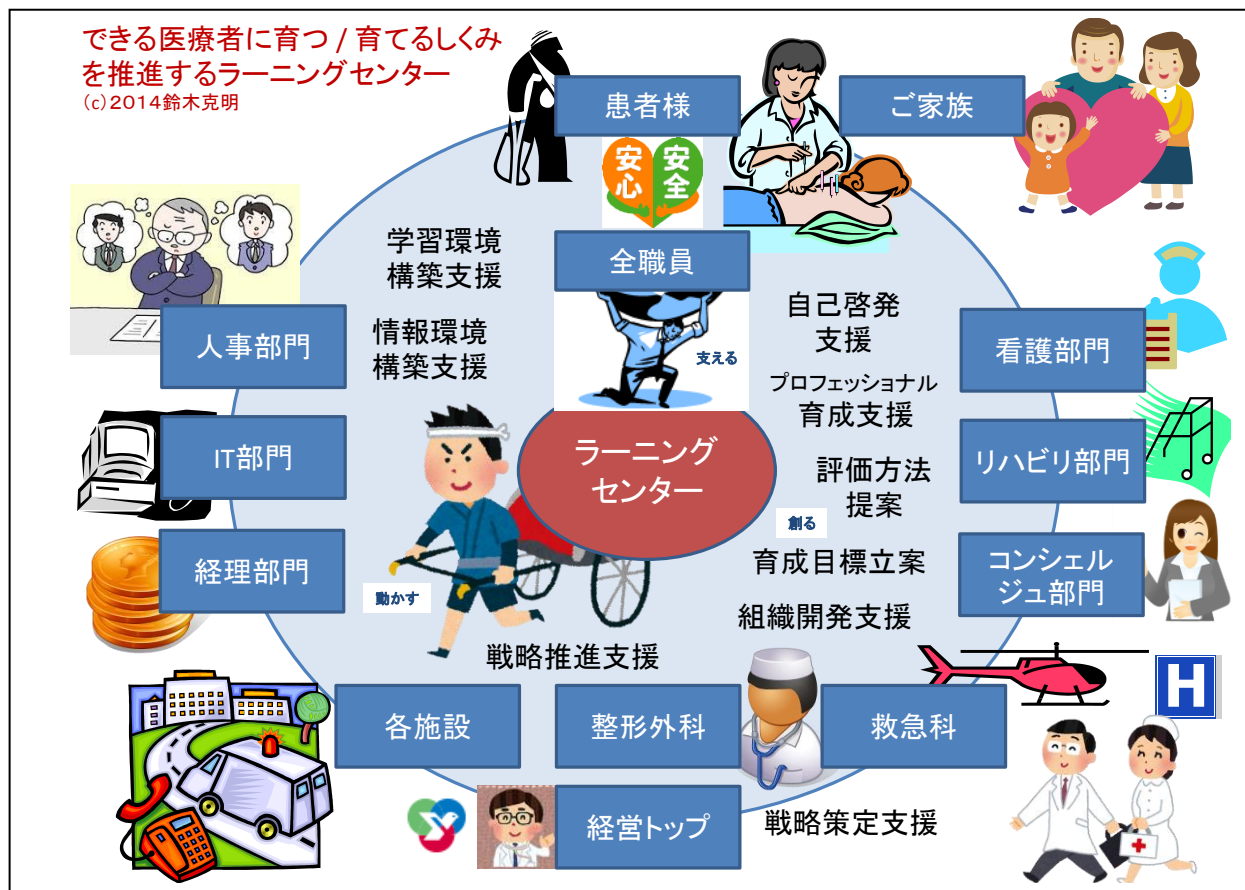 できる医療者に育つ / 育てるしくみ
を推進するラーニングセンター
(c)2014鈴木克明
患者様
ご家族
安心
安全
全職員
学習環境
構築支援
情報環境
構築支援
人事部門
IT部門
経理部門
支える
自己啓発
支援
プロフェッショナル
育成支援
評価方法
提案
創る
育成目標立案
組織開発支援
看護部門
リハビリ部門
コンシェル
ジュ部門
ラーニング
センター
動かす
戦略推進支援
各施設
整形外科
救急科
H
経営トップ
戦略策定支援